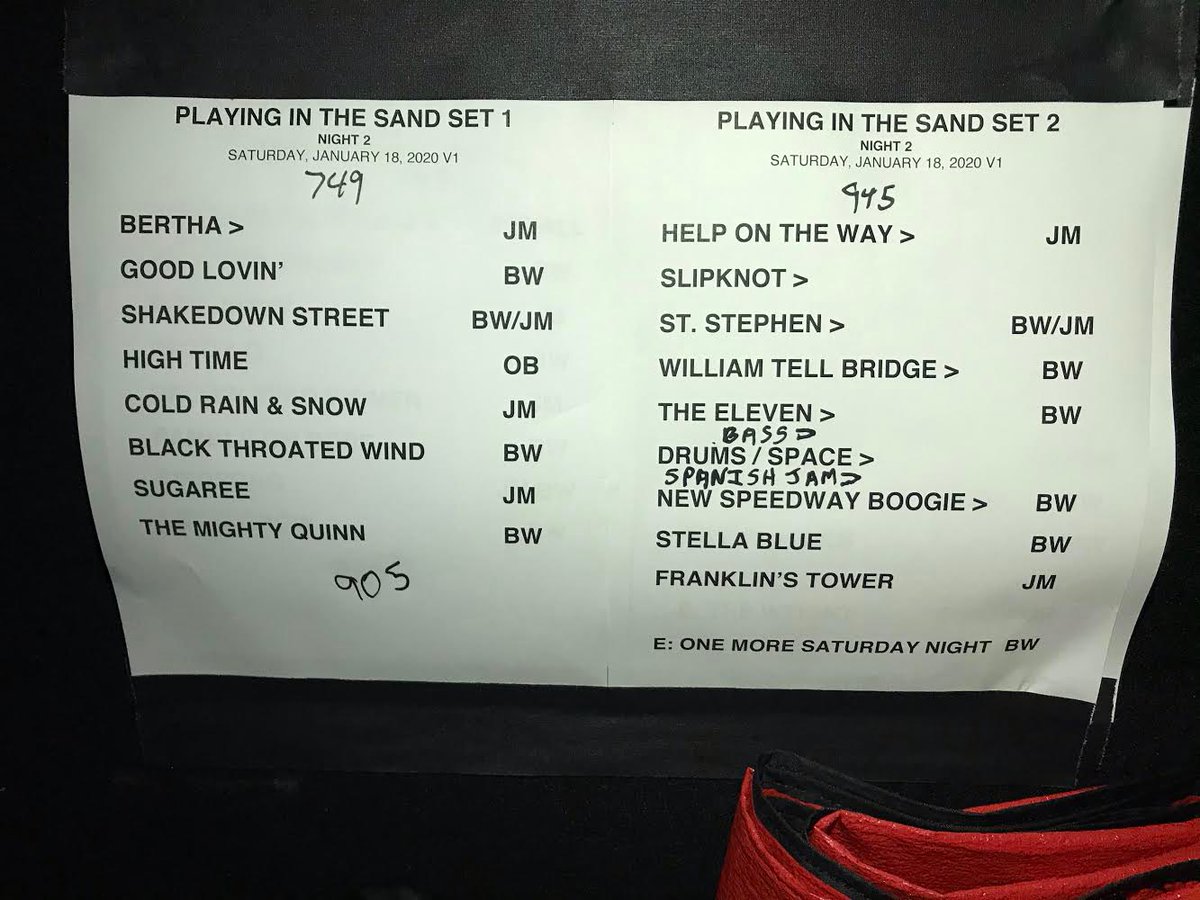 PLAYING IN THE SAND SET 1
NIGHT 2
SATURDAY, JANUARY 18, 2020 V1
749
BERTHA > JM
GOOD LOVIN' BW
SHAKEDOWN STREET BW/JM
HIGH TIME OB
COLD RAIN & SNOW JM
BLACK THROATED WIND BW
SUGAREE JM
THE MIGHTY QUINN BW
905
PLAYING IN THE SAND SET 2
NIGHT 2
SATURDAY, JANUARY 18, 2020 V1
945
HELP ON THE WAY > JM
SLIPKNOT >
ST. STEPHEN > BW/JM
WILLIAM TELL BRIDGE > BW
THE ELEVEN > BW
BASS >
DRUMS / SPACE >
SPANISH JAM >
NEW SPEEDWAY BOOGIE > BW
STELLA BLUE BW
FRANKLIN'S TOWER JM
E: ONE MORE SATURDAY NIGHT BW